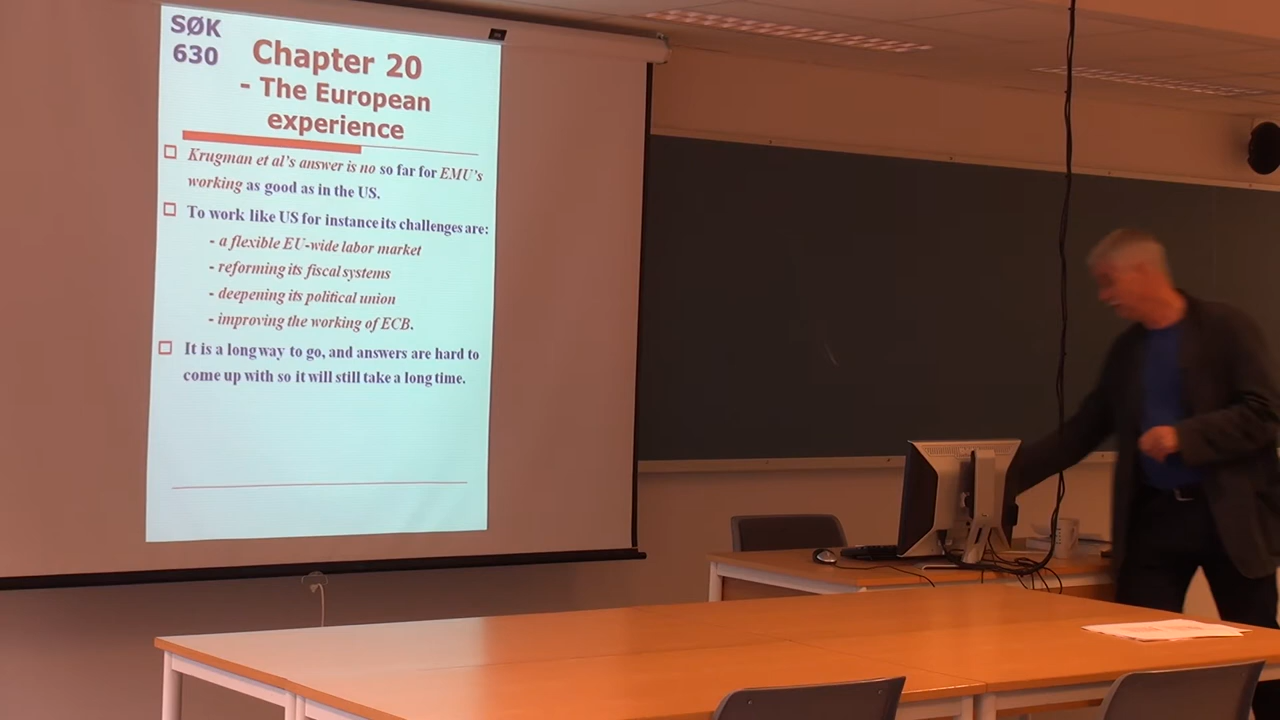 SØK
630
Chapter 20
- The European
experience
Krugman et al's answer is no so far for EMU's
working as good as in the US.
To work like US for instance its challenges are:
- a flexible EU-wide labor market
- reforming its fiscal systems
- deepening its political union
- improving the working of ECB.
It is a long way to go, and answers are hard to
come up with so it will still take a long time.